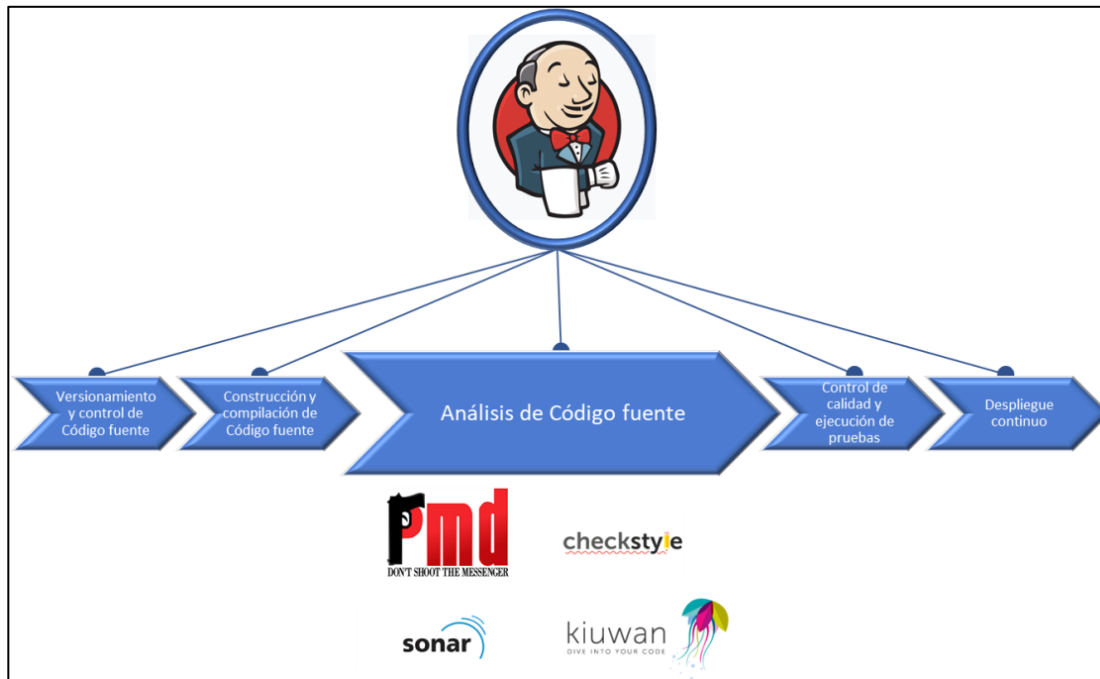 Versionamiento
y control de
Código fuente
Construcción y
compilación de
Código fuente
Análisis de Código fuente
Control de
calidad y
ejecución de
pruebas
Despliegue
continuo
Pmd
DON'T SHOOT THE MESSENGER
checkstyle
sonar
kiuwan
DIVE INTO YOUR CODE